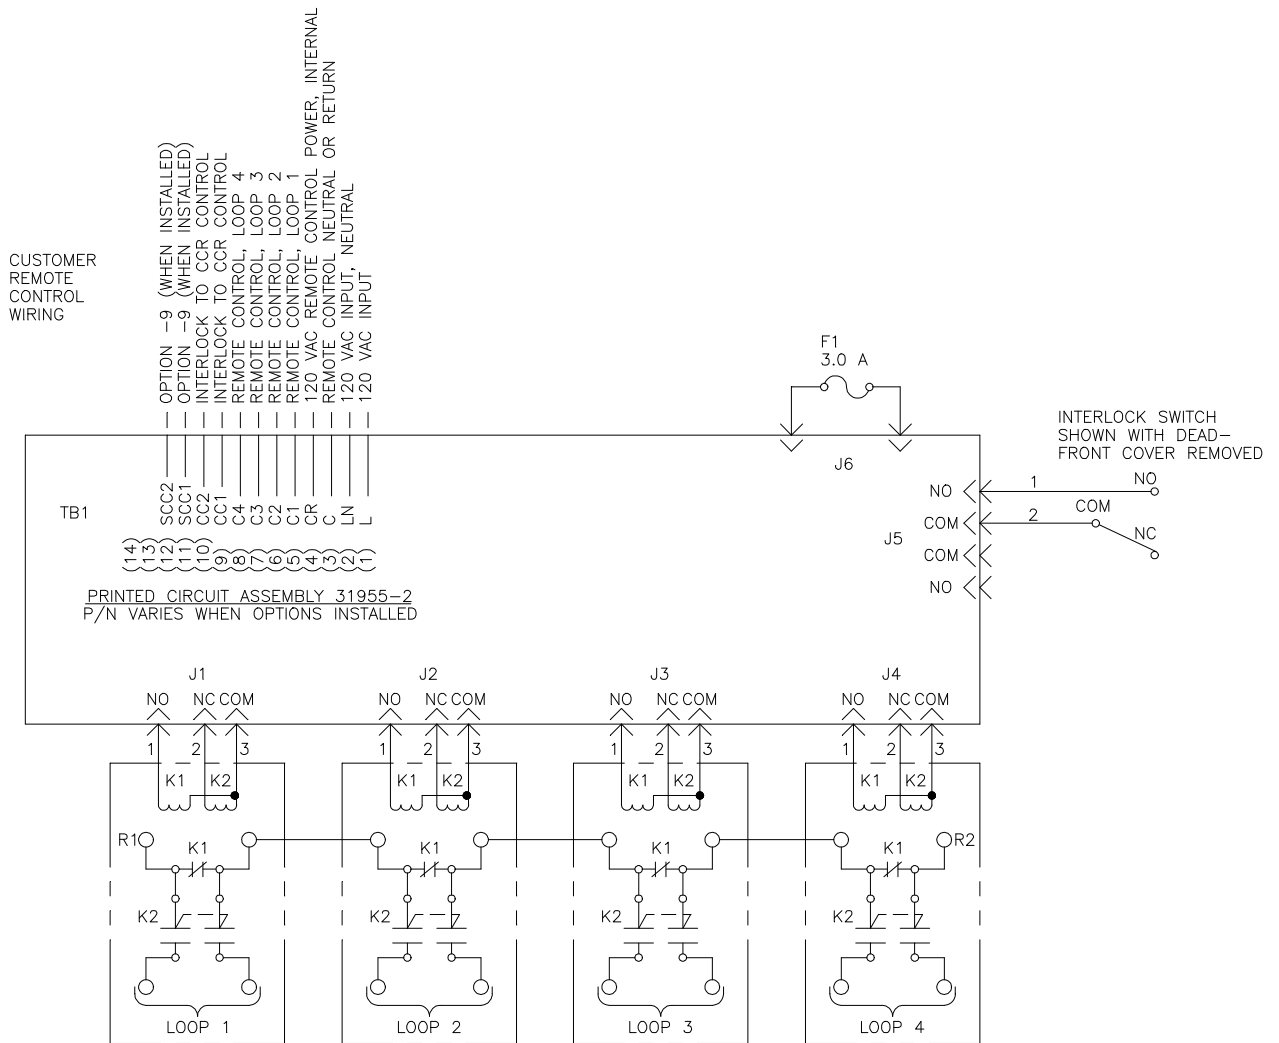 OPTION -9 (WHEN INSTALLED)
OPTION -9 (WHEN INSTALLED)
INTERLOCK TO CCR CONTROL
INTERLOCK TO CCR CONTROL
REMOTE CONTROL, LOOP 4
REMOTE CONTROL, LOOP 3
REMOTE CONTROL, LOOP 2
REMOTE CONTROL, LOOP 1
120 VAC REMOTE CONTROL POWER, INTERNAL
REMOTE CONTROL NEUTRAL OR RETURN
120 VAC INPUT, NEUTRAL
120 VAC INPUT
CUSTOMER
REMOTE
CONTROL
WIRING
F1
3.0 A
INTERLOCK SWITCH
SHOWN WITH DEAD-
FRONT COVER REMOVED
J6
TB1
SCC2
SCC1
CC2
CC1
C4
C3
C2
C1
CR
C
LN
L
(14)
(13)
(12)
(11)
(10)
(9)
(8)
(7)
(6)
(5)
(4)
(3)
(2)
(1)
NO
1
NO
COM
2
COM
J5
COM
NC
NO
PRINTED CIRCUIT ASSEMBLY 31955-2
P/N VARIES WHEN OPTIONS INSTALLED
J1
J2
J3
J4
NO NC COM
NO NC COM
NO NC COM
NO NC COM
1 2 3
1 2 3
1 2 3
1 2 3
K1 K2
K1 K2
K1 K2
K1 K2
R1
K1
K1
K1
K1
R2
K2
K2
K2
K2
LOOP 1
LOOP 2
LOOP 3
LOOP 4